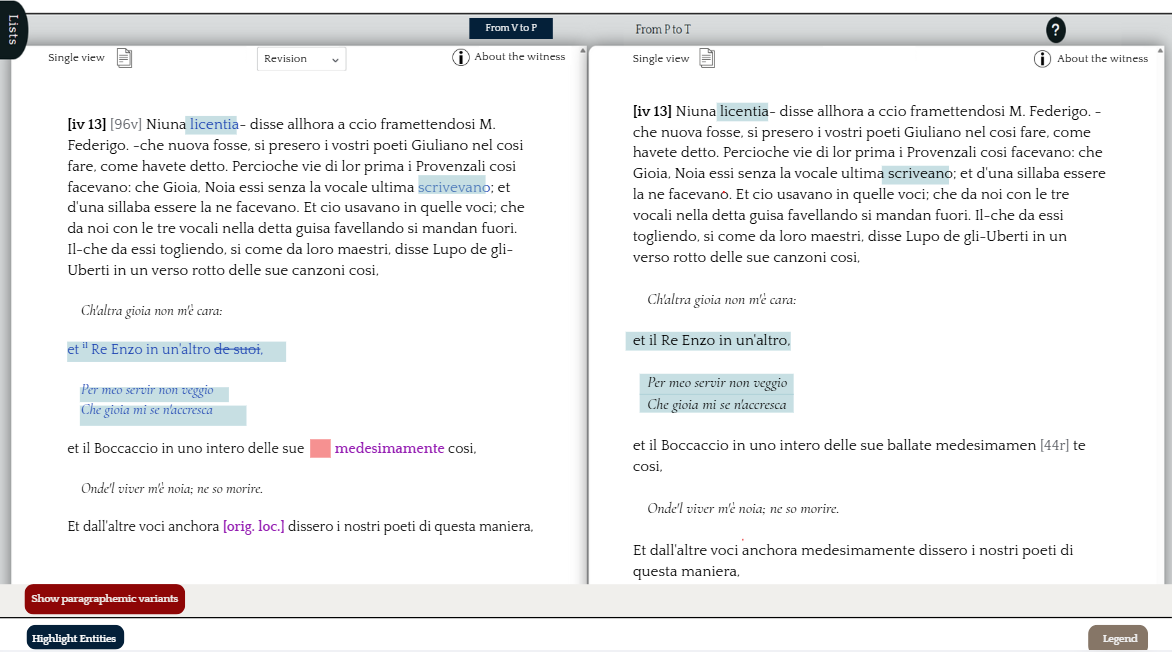 Lists
From V to P
From P to T
?
Single view
Revision
About the witness
Single view
About the witness
[iv 13] [96v] Niuna licentia- disse allhora a ccio framettendosi M.
Federigo. -che nuova fosse, si presero i vostri poeti Giuliano nel cosi
fare, come havete detto. Percioche vie di lor prima i Provenzali cosi
facevano: che Gioia, Noia essi senza la vocale ultima scrivevano; et
d'una sillaba essere la ne facevano. Et cio usavano in quelle voci; che
da noi con le tre vocali nella detta guisa favellando si mandan fuori.
Il-che da essi togliendo, si come da loro maestri, disse Lupo de gli-
Uberti in un verso rotto delle sue canzoni cosi,
Ch'altra gioia non m'è cara:
et il Re Enzo in un'altro de suoi,
Per meo servir non veggio
Che gioia mi se n'accresca
et il Boccaccio in uno intero delle sue medesimamente cosi,
Onde'l viver m'è noia; ne so morire.
Et dall'altre voci anchora [orig. loc.] dissero i nostri poeti di questa maniera,
[iv 13] Niuna licentia- disse allhora a ccio framettendosi M. Federigo. -
che nuova fosse, si presero i vostri poeti Giuliano nel cosi fare, come
havete detto. Percioche vie di lor prima i Provenzali cosi facevano: che
Gioia, Noia essi senza la vocale ultima scriveano; et d'una sillaba essere
la ne facevano. Et cio usavano in quelle voci; che da noi con le tre
vocali nella detta guisa favellando si mandan fuori. Il-che da essi
togliendo, si come da loro maestri, disse Lupo de gli-Uberti in un
verso rotto delle sue canzoni cosi,
Ch'altra gioia non m'è cara:
et il Re Enzo in un'altro,
Per meo servir non veggio
Che gioia mi se n'accresca
et il Boccaccio in uno intero delle sue ballate medesimamen [44r] te
cosi,
Onde'l viver m'è noia; ne so morire.
Et dall'altre voci anchora medesimamente dissero i nostri poeti di
questa maniera,
Show paragraphemic variants
Highlight Entities
Legend